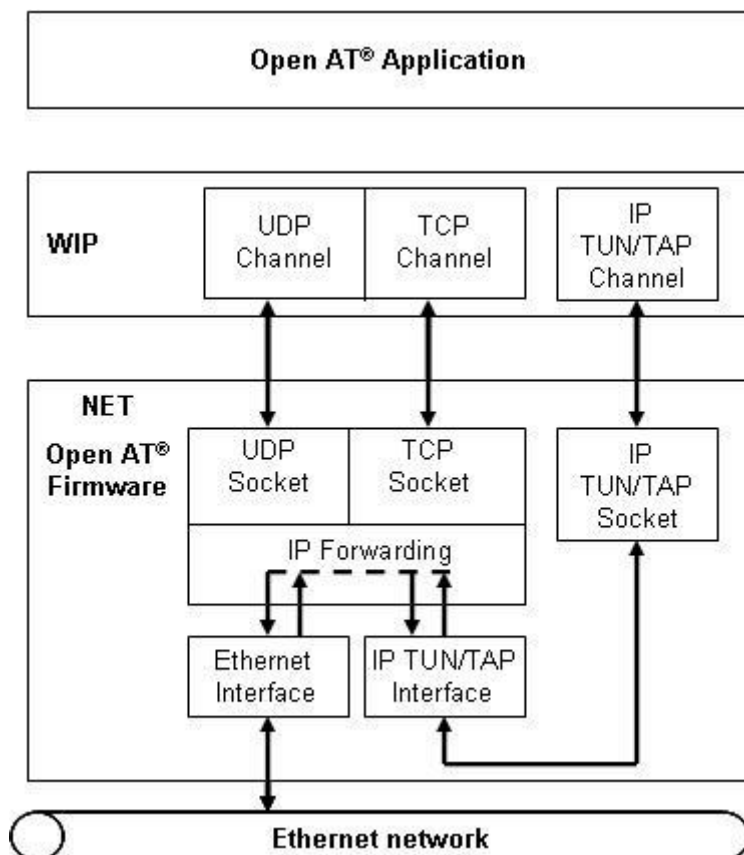 Open AT® Application
WIP
UDP
Channel
TCP
Channel
IP
TUN/TAP
Channel
NET
Open AT®
Firmware
UDP
Socket
TCP
Socket
IP
TUN/TAP
Socket
IP Forwarding
Ethernet
Interface
IP TUN/TAP
Interface
Ethernet network